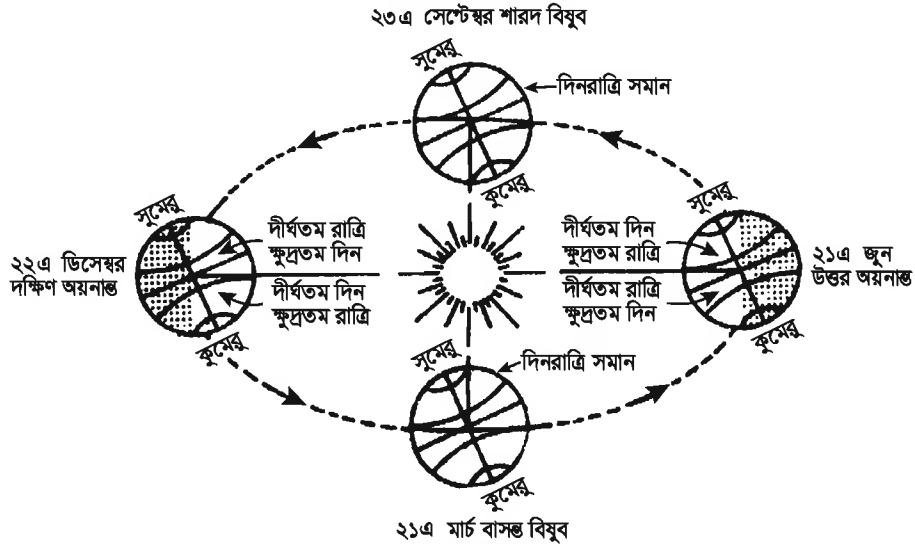 ২৩এ সেপ্টেম্বর শারদ বিষুব
সুমেরু
দিনরাত্রি সমান
কুমেরু
সুমেরু
দীর্ঘতম রাত্রি
ক্ষুদ্রতম দিন
২২এ ডিসেম্বর
দক্ষিণ অয়নান্ত
দীর্ঘতম দিন
ক্ষুদ্রতম রাত্রি
কুমেরু
সুমেরু
দীর্ঘতম দিন
ক্ষুদ্রতম রাত্রি
২১এ জুন
উত্তর অয়নান্ত
দীর্ঘতম রাত্রি
ক্ষুদ্রতম দিন
কুমেরু
সুমেরু
দিনরাত্রি সমান
কুমেরু
২১এ মার্চ বাসন্ত বিষুব